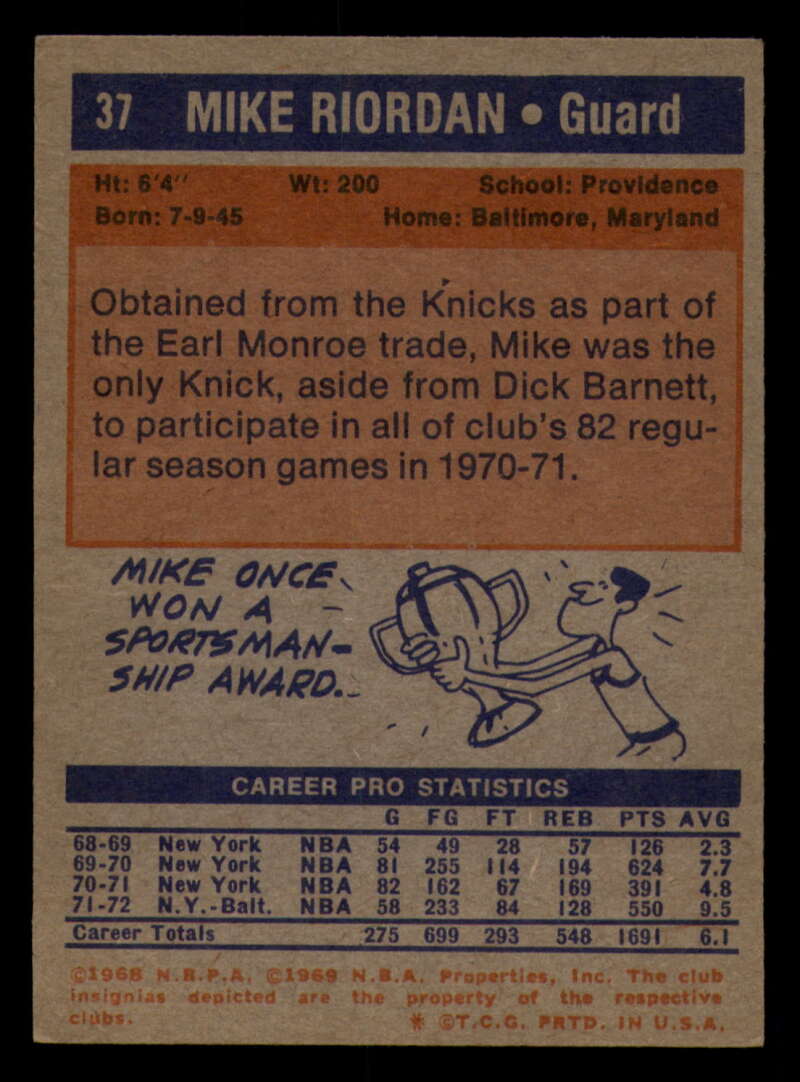 37 MIKE RIORDAN • Guard
Ht: 6'4" Wt: 200 School: Providence
Born: 7-9-45 Home: Baltimore, Maryland
Obtained from the Knicks as part of
the Earl Monroe trade, Mike was the
only Knick, aside from Dick Barnett,
to participate in all of club's 82 regu-
lar season games in 1970-71.
MIKE ONCE
WON A
SPORTSMAN-
SHIP AWARD.
CAREER PRO STATISTICS
G FG FT REB PTS AVG
68-69 New York NBA 54 49 28 57 126 2.3
69-70 New York NBA 81 255 114 194 624 7.7
70-71 New York NBA 82 162 67 169 391 4.8
71-72 N.Y.-Balt. NBA 58 233 84 128 550 9.5
Career Totals 275 699 293 548 1691 6.1
©1968 N.B.P.A. ©1969 N.B.A. Properties, Inc. The club
insignias depicted are the property of the respective
clubs. * ©T.C.G. PRTD. IN U.S.A.